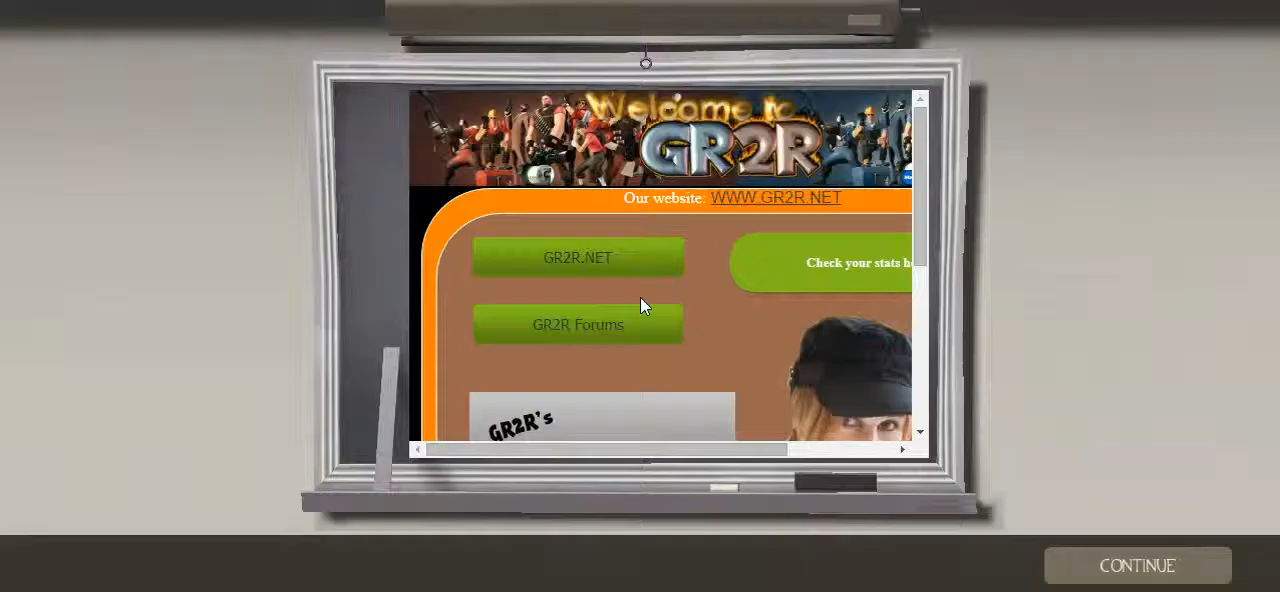 Welcome to
GR2R
Our website: WWW.GR2R.NET
GR2R.NET
Check your stats
GR2R Forums
GR2R's
CONTINUE